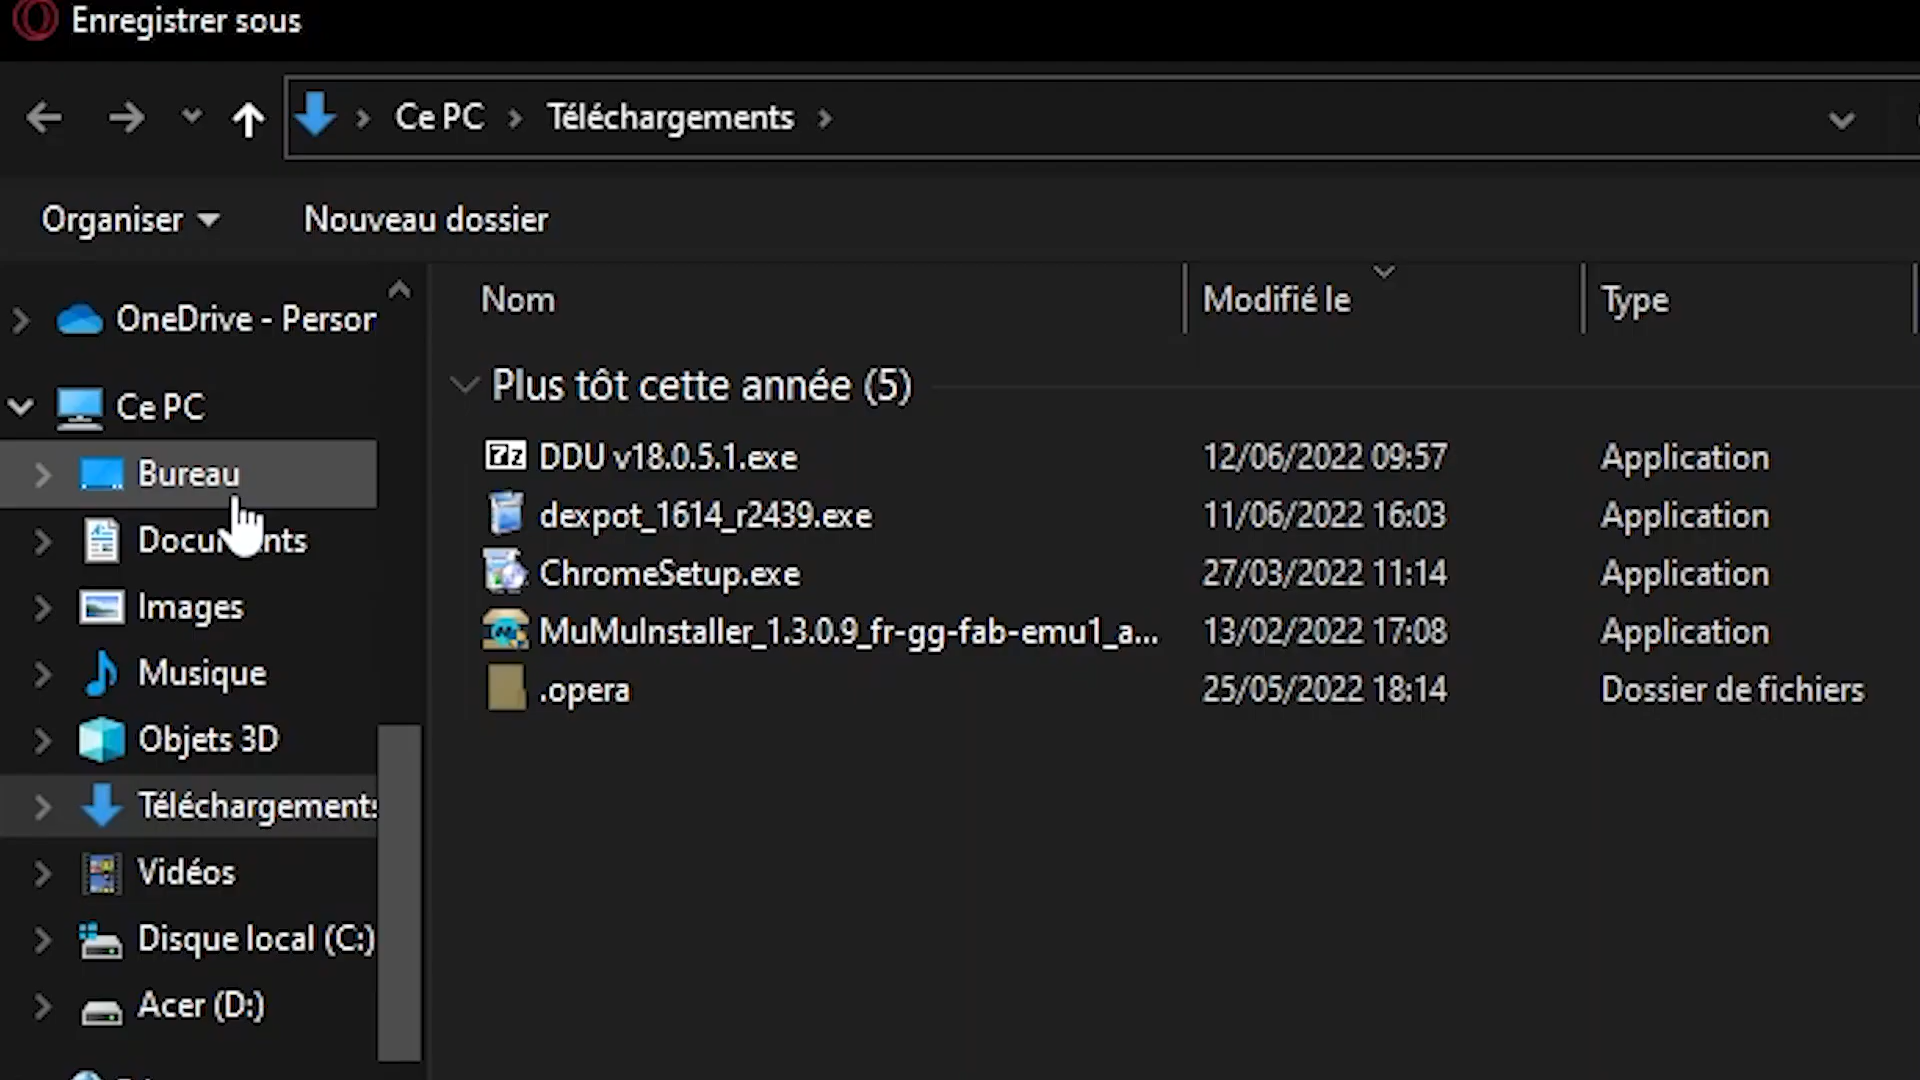 Enregistrer sous
Ce PC
Téléchargements
Organiser
Nouveau dossier
Nom
Modifié le
Type
OneDrive - Person
Ce PC
Bureau
Images
Musique
Objets 3D
Téléchargements
Vidéos
Disque local (C:)
Acer (D:)
Plus tôt cette année (5)
DDU v18.0.5.1.exe 12/06/2022 09:57 Application
dexpot_1614_r2439.exe 11/06/2022 16:03 Application
ChromeSetup.exe 27/03/2022 11:14 Application
MuMuInstaller_1.3.0.9_fr-gg-fab-emu1_a... 13/02/2022 17:08 Application
.opera 25/05/2022 18:14 Dossier de fichiers